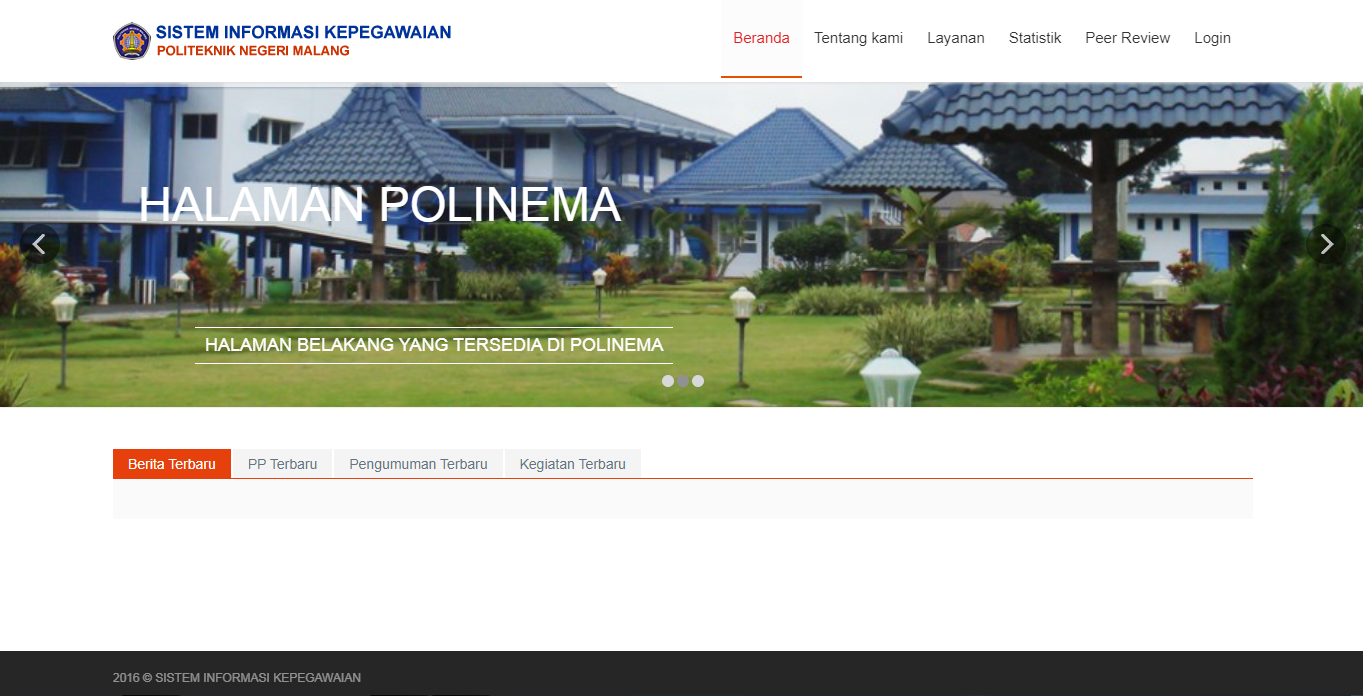 SISTEM INFORMASI KEPEGAWAIAN
POLITEKNIK NEGERI MALANG
Beranda Tentang kami Layanan Statistik Peer Review Login
HALAMAN POLINEMA
HALAMAN BELAKANG YANG TERSEDIA DI POLINEMA
Berita Terbaru PP Terbaru Pengumuman Terbaru Kegiatan Terbaru
2016 © SISTEM INFORMASI KEPEGAWAIAN